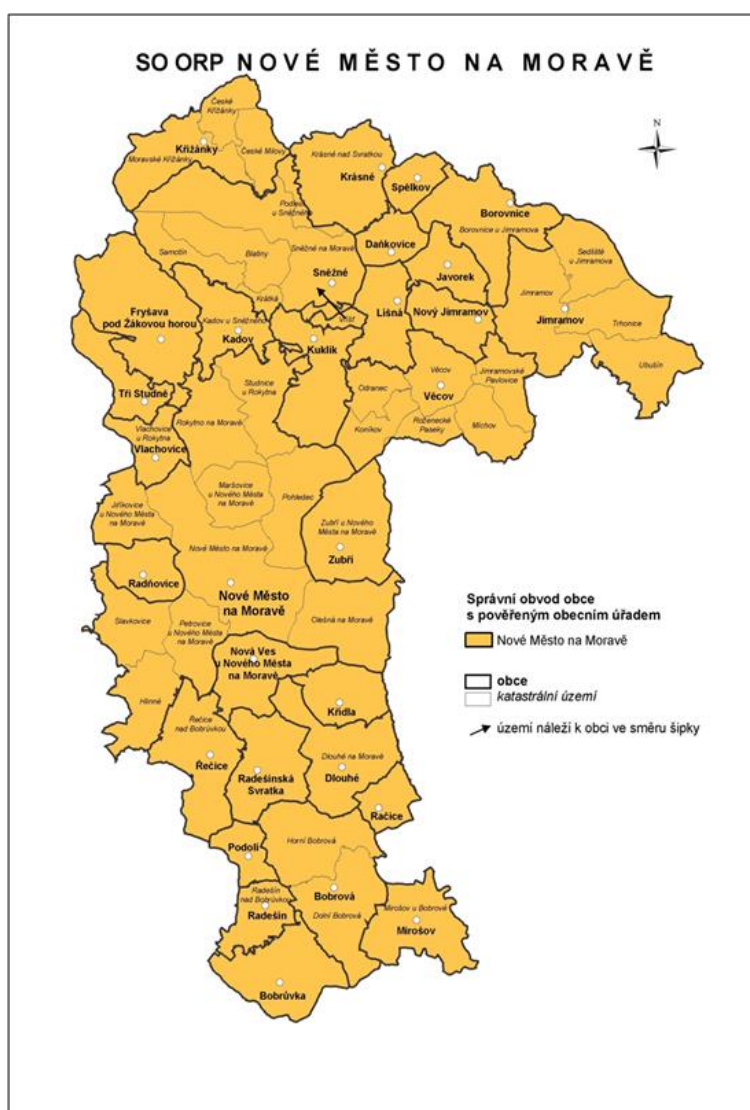 SO ORP NOVÉ MĚSTO NA MORAVĚ
N
České
Křižánky
Křižánky
Moravské Křižánky
České Milovy
Krásné nad Svratkou
Krásné
Spělkov
Borovnice
Borovnice u Jimramova
Podlesí
u Sněžného
Daňkovice
Sedliště
u Jimramova
Samotín
Blatiny
Sněžné na Moravě
Sněžné
Javorek
Krátká
Vříšť
Lišná
Nový Jimramov
Jimramov
Jimramov
Trhonice
Fryšava
pod Žákovou horou
Kadov u Sněžného
Kadov
Kuklík
Ubušín
Studnice
u Rokytna
Odranec
Věcov
Věcov
Jimramovské
Pavlovice
Tři Studně
Rokytno na Moravě
Koníkov
Roženecké
Paseky
Míchov
Vlachovice
u Rokytna
Vlachovice
Maršovice
u Nového Města
na Moravě
Pohledec
Jiříkovice
u Nového Města
na Moravě
Zubří u Nového
Města na Moravě
Zubří
Nové Město na Moravě
Radňovice
Nové Město
na Moravě
Slavkovice
Petrovice
u Nového Města
na Moravě
Olešná na Moravě
Nová Ves
u Nového Města
na Moravě
Hlinné
Křídla
Řečice
nad Bobrůvkou
Řečice
Radešínská
Svratka
Dlouhé na Moravě
Dlouhé
Račice
Podolí
Horní Bobrová
Radešín
nad Bobrůvkou
Radešín
Bobrová
Dolní Bobrová
Mirošov u Bobrové
Mirošov
Bobrůvka
Správní obvod obce
s pověřeným obecním úřadem
Nové Město na Moravě
obce
katastrální území
území náleží k obci ve směru šipky